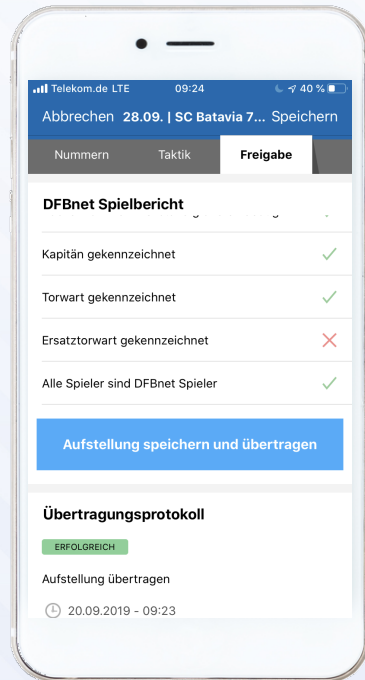 Telekom.de LTE 09:24 40 %
Abbrechen 28.09. | SC Batavia 7... Speichern
Nummern Taktik Freigabe
DFBnet Spielbericht
Kapitän gekennzeichnet
Torwart gekennzeichnet
Ersatztorwart gekennzeichnet
Alle Spieler sind DFBnet Spieler
Aufstellung speichern und übertragen
Übertragungsprotokoll
ERFOLGREICH
Aufstellung übertragen
20.09.2019 - 09:23